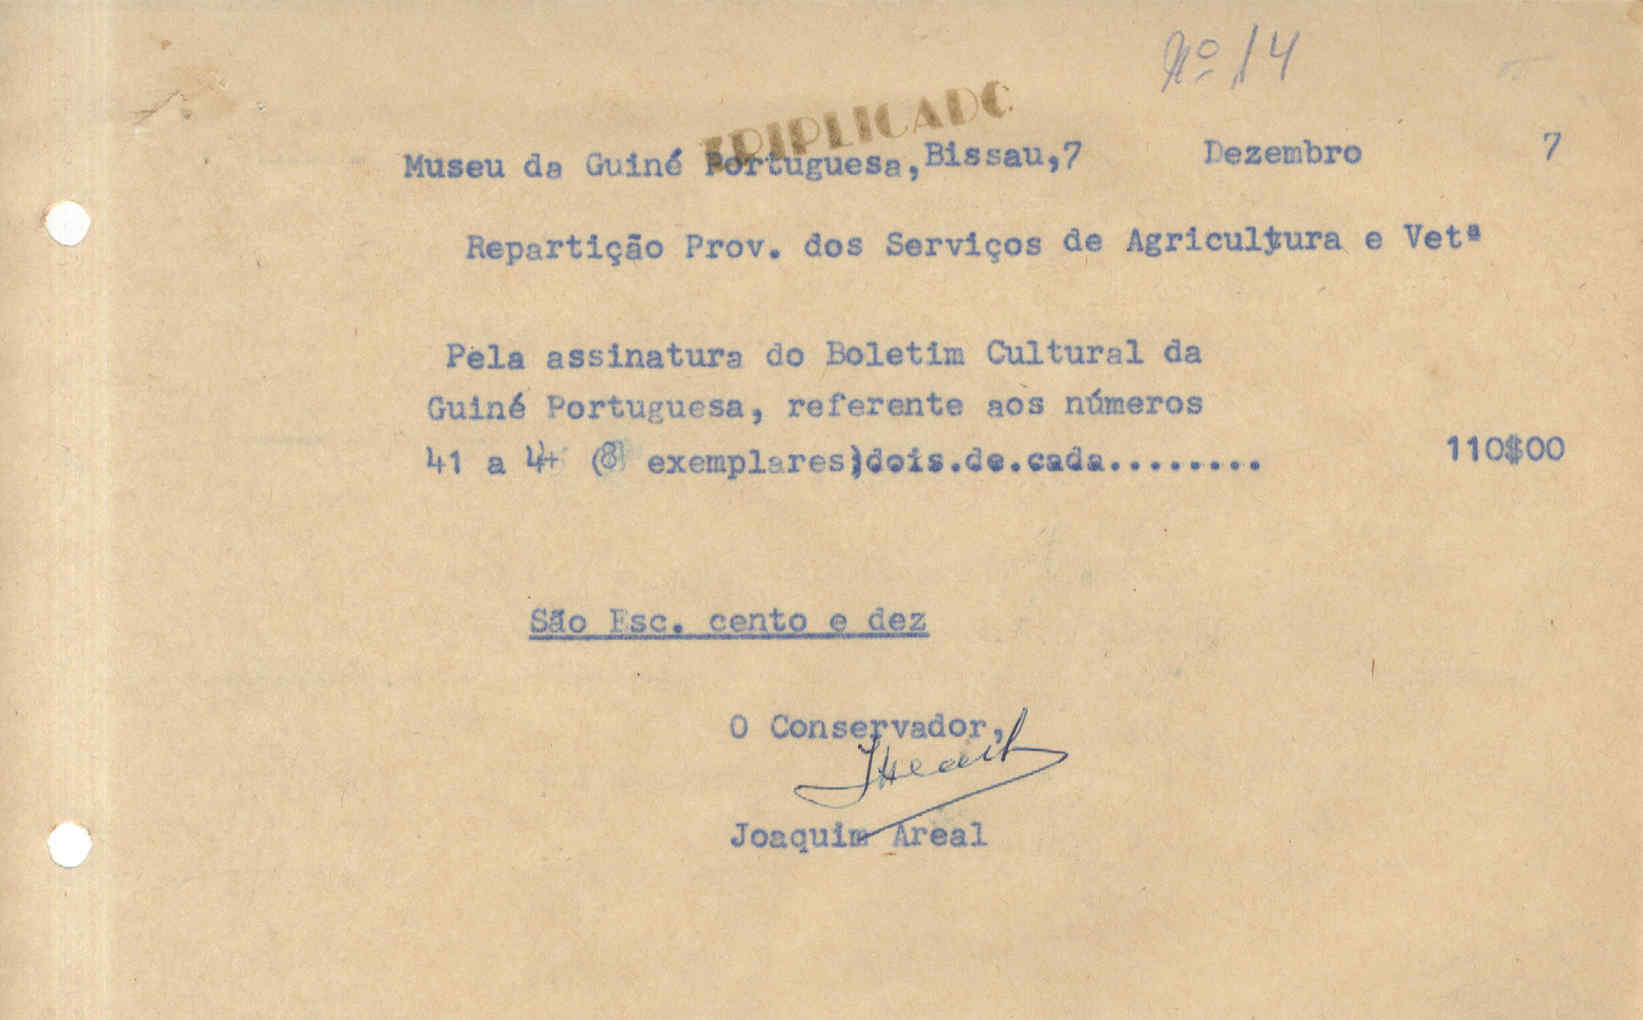 Nº 14
TRIPLICADO
Museu da Guiné Portuguesa, Bissau,7 Dezembro 7
Repartição Prov. dos Serviços de Agricultura e Vetª
Pela assinatura do Boletim Cultural da
Guiné Portuguesa, referente aos números
41 a 44 (8 exemplares)dois.de.cada........ 110$00
São Esc. cento e dez
O Conservador,
Joaquim Areal